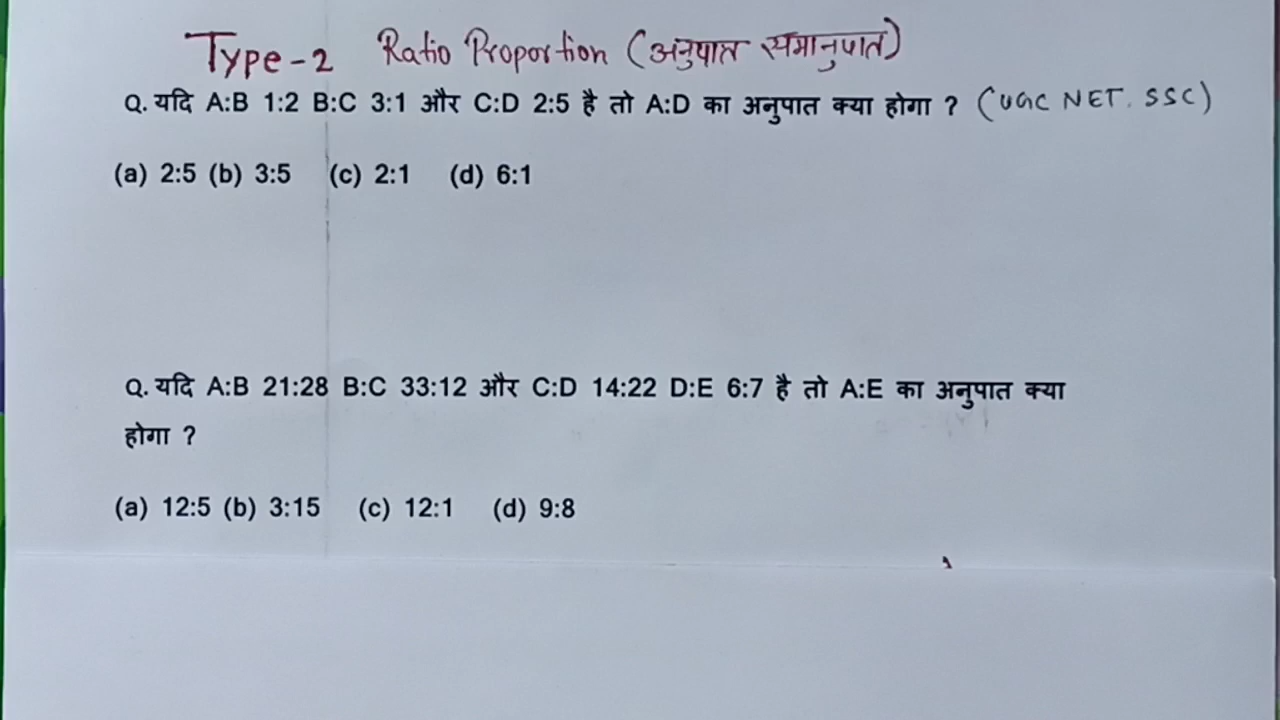 Type-2 Ratio Proportion (अनुपात समानुपात)
Q. यदि A:B 1:2 B:C 3:1 और C:D 2:5 है तो A:D का अनुपात क्या होगा ? (UGC NET. SSC)
(a) 2:5 (b) 3:5 (c) 2:1 (d) 6:1
Q. यदि A:B 21:28 B:C 33:12 और C:D 14:22 D:E 6:7 है तो A:E का अनुपात क्या
होगा ?
(a) 12:5 (b) 3:15 (c) 12:1 (d) 9:8